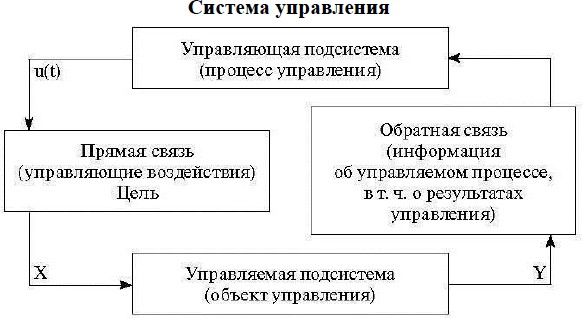 Система управления
Управляющая подсистема
(процесс управления)
u(t)
Прямая связь
(управляющие воздействия)
Цель
Обратная связь
(информация
об управляемом процессе,
в т. ч. о результатах
управления)
X
Управляемая подсистема
(объект управления)
Y